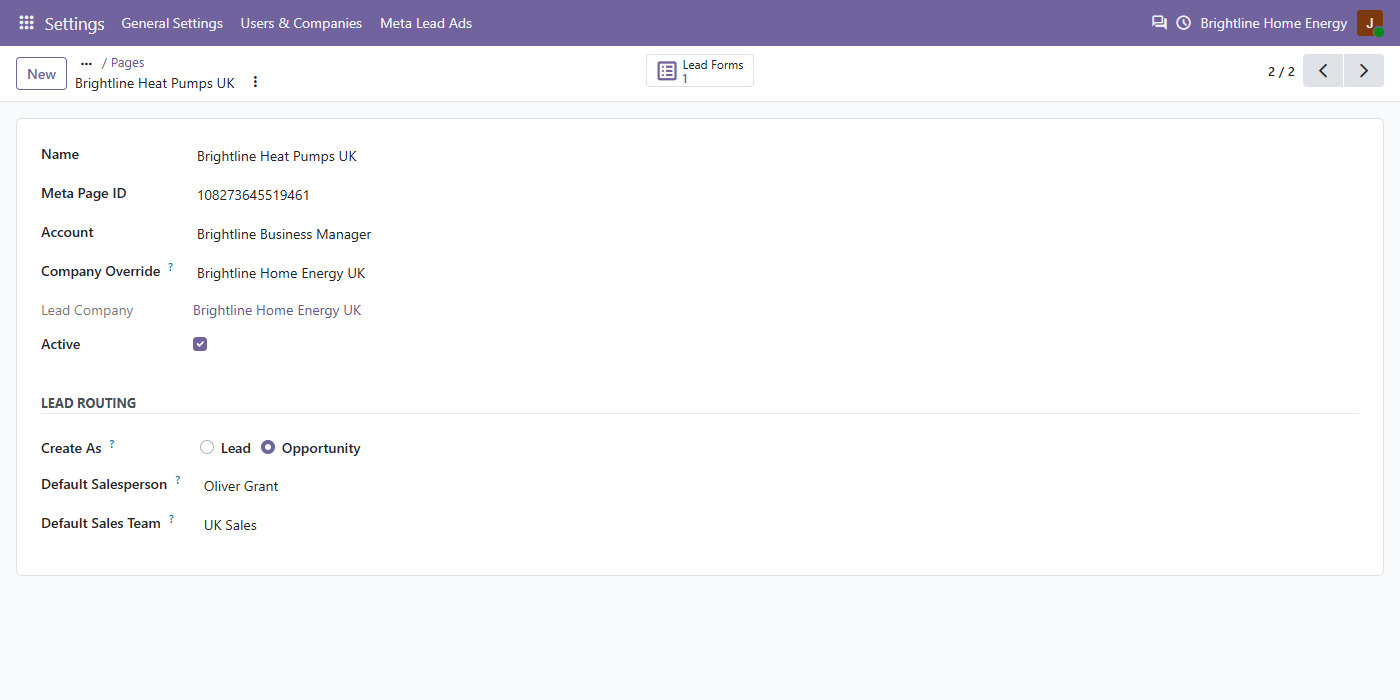 Settings General Settings Users & Companies Meta Lead Ads Brightline Home Energy J
New ... / Pages
Brightline Heat Pumps UK
Lead Forms
1
2 / 2
Name Brightline Heat Pumps UK
Meta Page ID 108273645519461
Account Brightline Business Manager
Company Override ? Brightline Home Energy UK
Lead Company Brightline Home Energy UK
Active
LEAD ROUTING
Create As ? Lead Opportunity
Default Salesperson ? Oliver Grant
Default Sales Team ? UK Sales